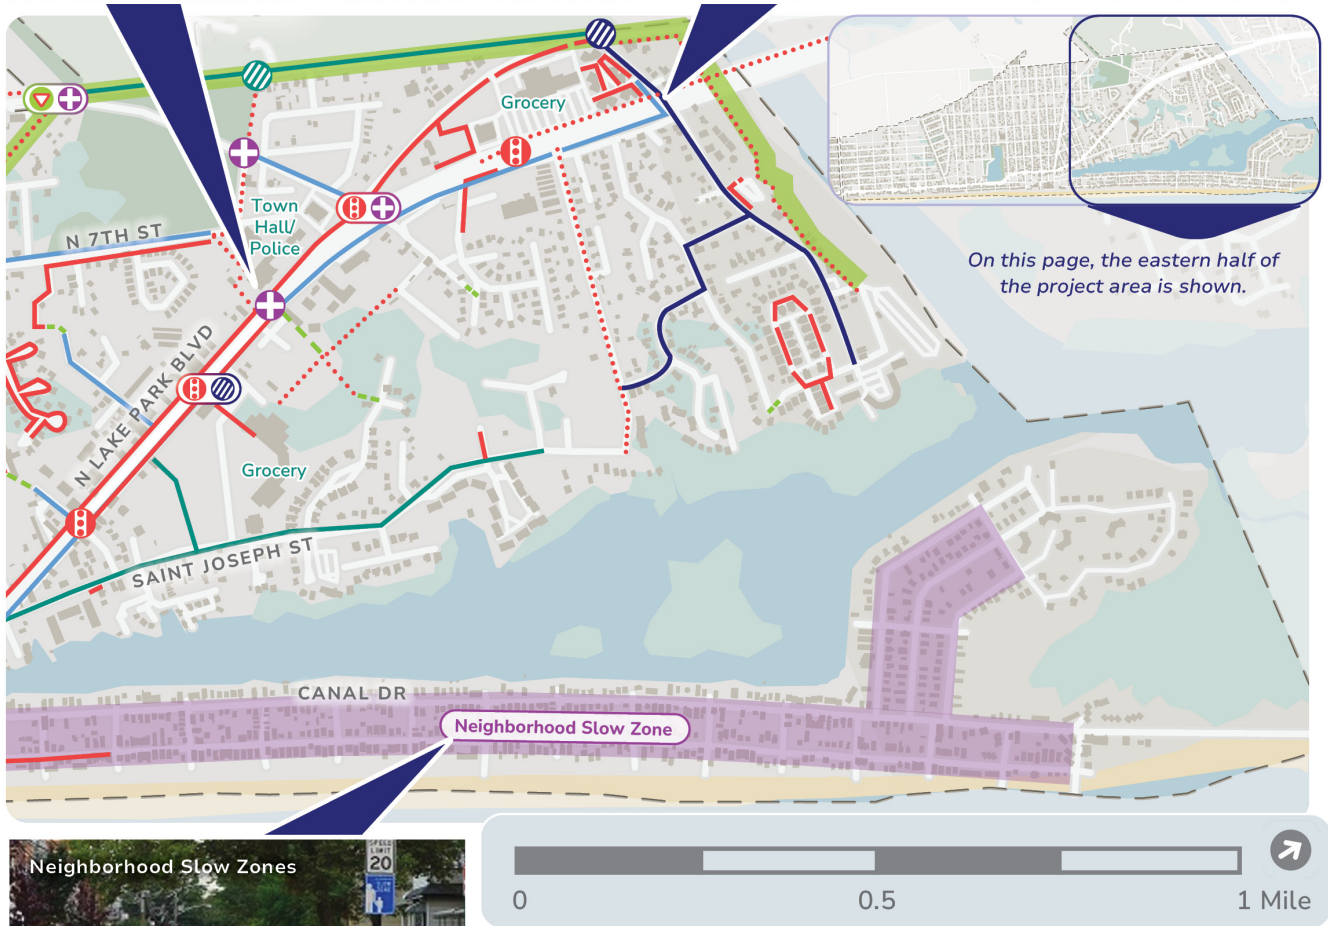 Grocery
Town
Hall/
Police
N 7TH ST
On this page, the eastern half of
the project area is shown.
N LAKE PARK BLVD
Grocery
SAINT JOSEPH ST
CANAL DR
Neighborhood Slow Zone
Neighborhood Slow Zones
SPEED
LIMIT
20
SLOW
ZONE
0
0.5
1 Mile